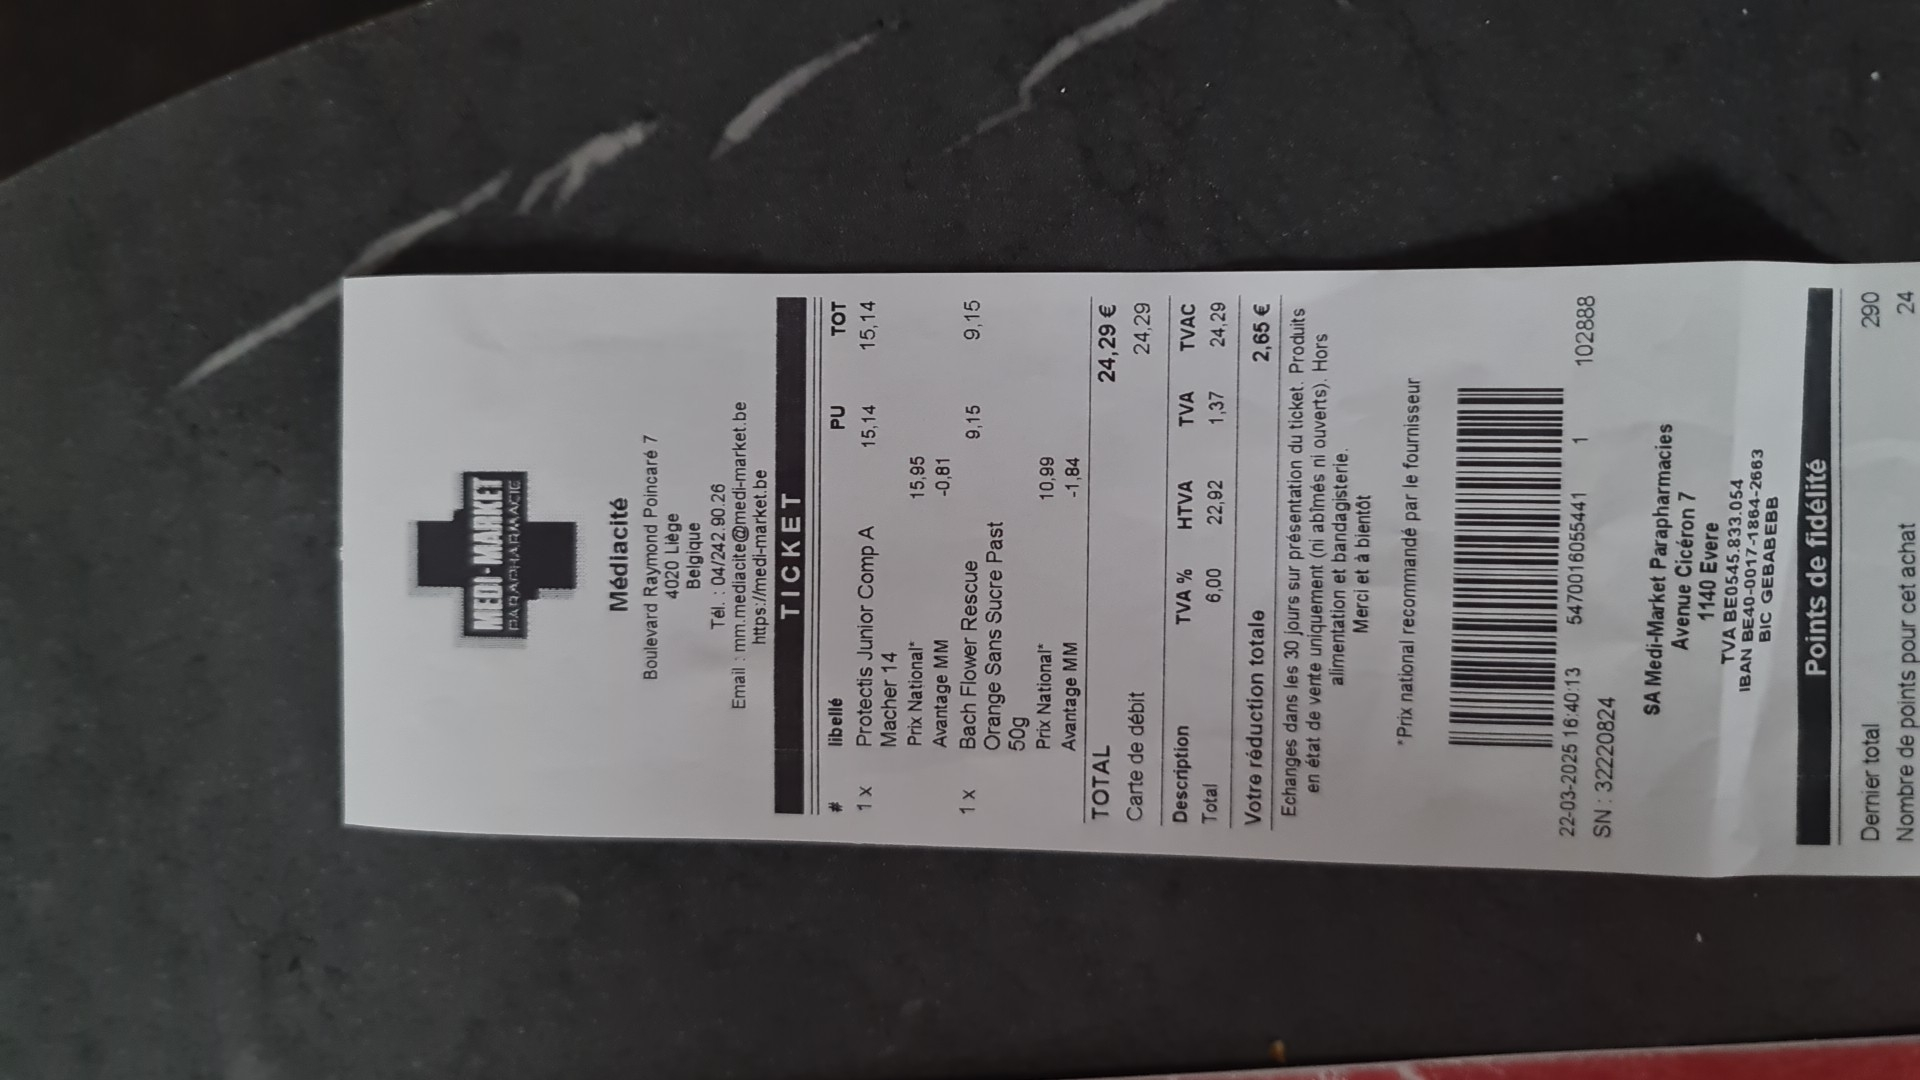 MEDI-MARKET
PARAPHARMACIE
Médiacité
Boulevard Raymond Poincaré 7
4020 Liège
Belgique
Tél. : 04/242.90.26
Email : mm.mediacite@medi-market.be
https://medi-market.be
TICKET
# libellé PU TOT
1 x Protectis Junior Comp A 15,14 15,14
Macher 14
Prix National* 15,95
Avantage MM -0,81
1 x Bach Flower Rescue 9,15 9,15
Orange Sans Sucre Past
50g
Prix National* 10,99
Avantage MM -1,84
TOTAL 24,29 €
Carte de débit 24,29
Description TVA % HTVA TVA TVAC
Total 6,00 22,92 1,37 24,29
Votre réduction totale 2,65 €
Echanges dans les 30 jours sur présentation du ticket. Produits
en état de vente uniquement (ni abîmés ni ouverts). Hors
alimentation et bandagisterie.
Merci et à bientôt
*Prix national recommandé par le fournisseur
22-03-2025 16:40:13 5470016055441 1 102888
SN : 32220824
SA Medi-Market Parapharmacies
Avenue Cicéron 7
1140 Evere
TVA BE0545.833.054
IBAN BE40-0017-1864-2663
BIC GEBABEBB
Points de fidélité
Dernier total 290
Nombre de points pour cet achat 24